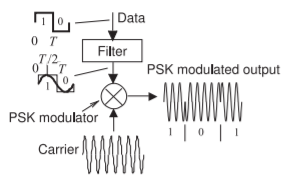 1 0
Data
0 T
Filter
0 T/2 T
1 0
PSK modulated output
PSK modulator
1 0 1
Carrier